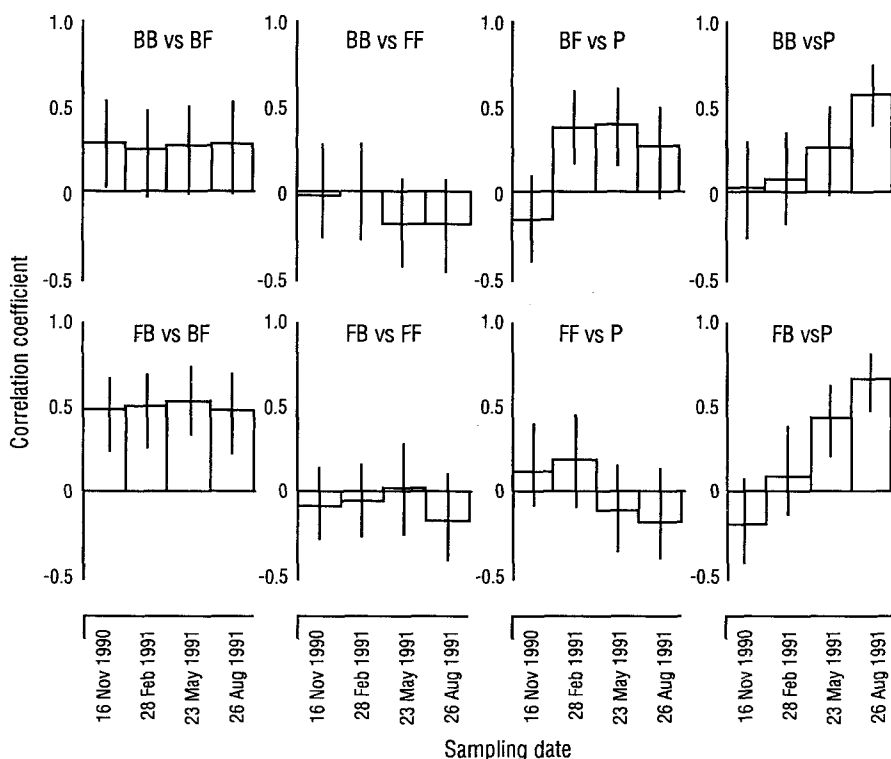 BB vs BF
BB vs FF
BF vs P
BB vsP
1.0
0.5
0
-0.5
1.0
0.5
0
-0.5
1.0
0.5
0
-0.5
1.0
0.5
0
-0.5
FB vs BF
FB vs FF
FF vs P
FB vsP
1.0
0.5
0
-0.5
1.0
0.5
0
-0.5
1.0
0.5
0
-0.5
1.0
0.5
0
-0.5
Correlation coefficient
16 Nov 1990
28 Feb 1991
23 May 1991
26 Aug 1991
16 Nov 1990
28 Feb 1991
23 May 1991
26 Aug 1991
16 Nov 1990
28 Feb 1991
23 May 1991
26 Aug 1991
16 Nov 1990
28 Feb 1991
23 May 1991
26 Aug 1991
Sampling date